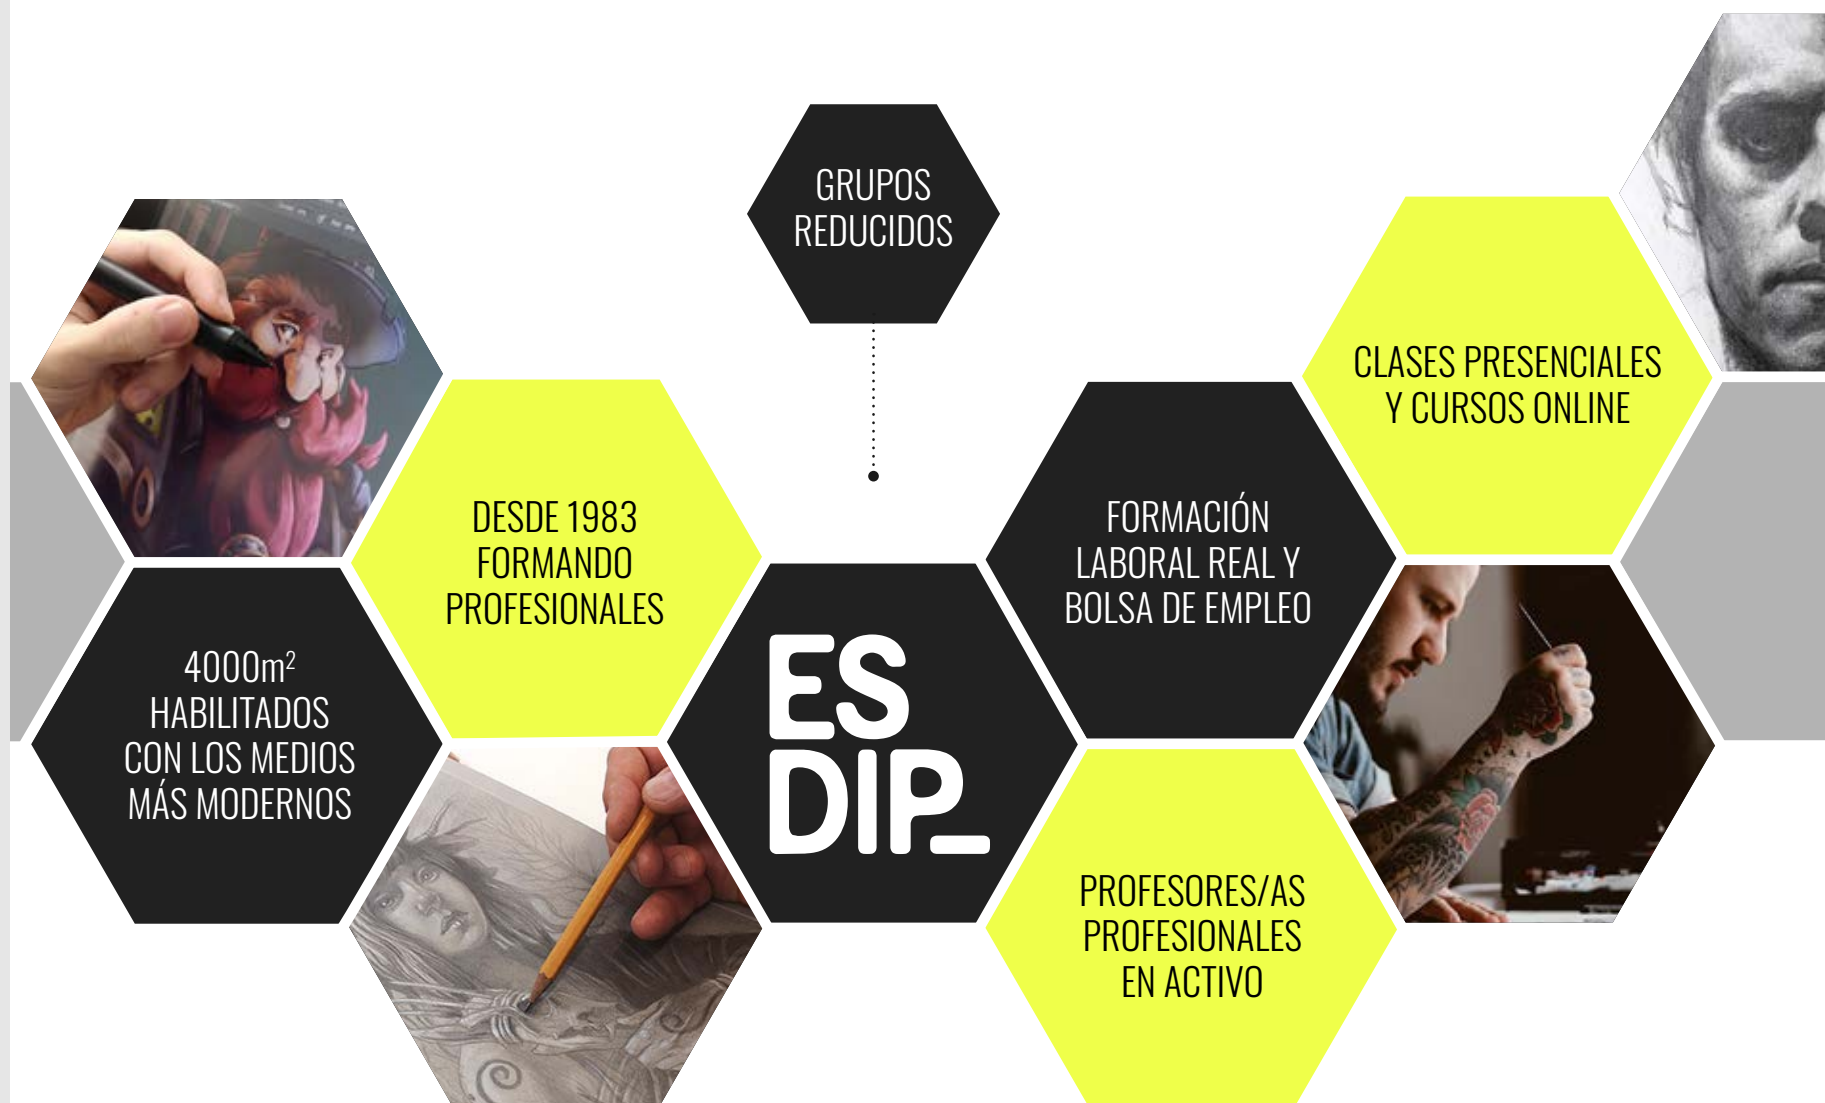 GRUPOS
REDUCIDOS
CLASES PRESENCIALES
Y CURSOS ONLINE
DESDE 1983
FORMANDO
PROFESIONALES
FORMACIÓN
LABORAL REAL Y
BOLSA DE EMPLEO
4000m²
HABILITADOS
CON LOS MEDIOS
MÁS MODERNOS
ES
DIP_
PROFESORES/AS
PROFESIONALES
EN ACTIVO